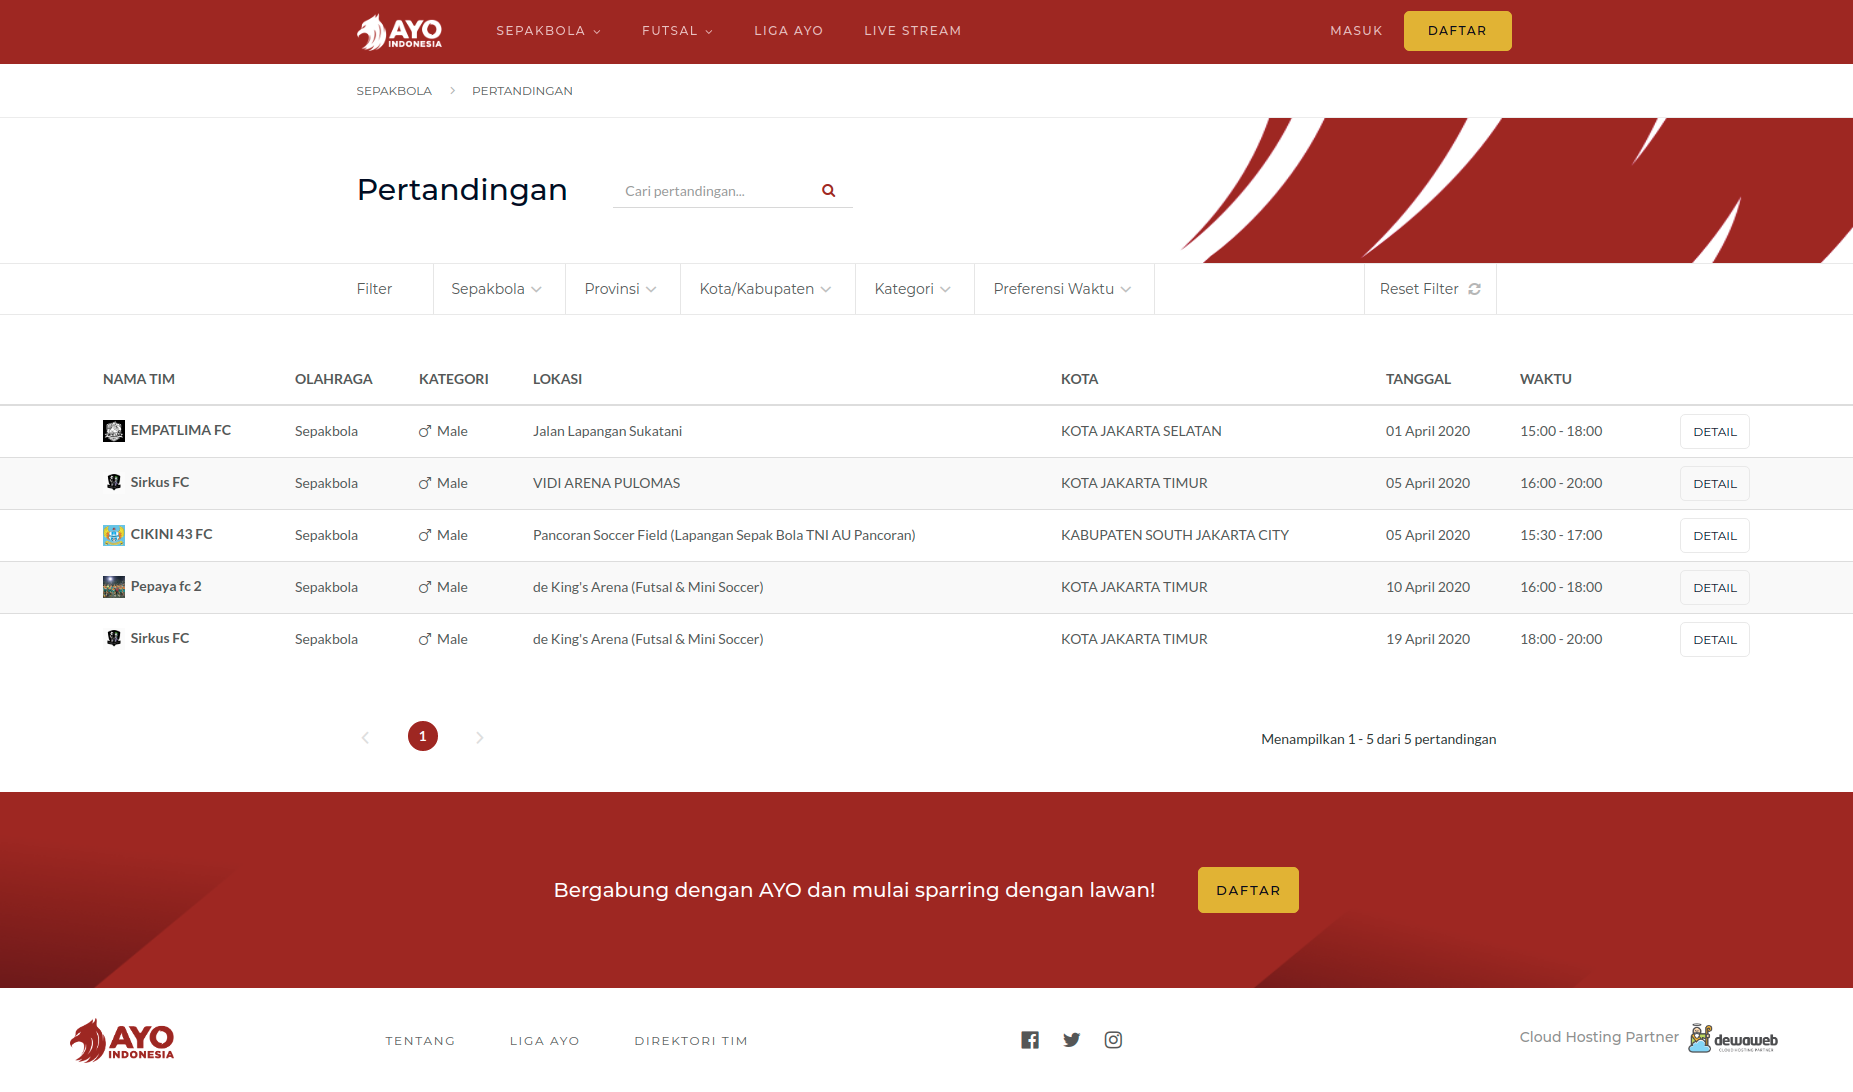 AYO INDONESIA SEPAKBOLA FUTSAL LIGA AYO LIVE STREAM MASUK DAFTAR
SEPAKBOLA PERTANDINGAN
Pertandingan Cari pertandingan...
Filter Sepakbola Provinsi Kota/Kabupaten Kategori Preferensi Waktu Reset Filter
NAMA TIM OLAHRAGA KATEGORI LOKASI KOTA TANGGAL WAKTU
EMPATLIMA FC Sepakbola Male Jalan Lapangan Sukatani KOTA JAKARTA SELATAN 01 April 2020 15:00 - 18:00 DETAIL
Sirkus FC Sepakbola Male VIDI ARENA PULOMAS KOTA JAKARTA TIMUR 05 April 2020 16:00 - 20:00 DETAIL
CIKINI 43 FC Sepakbola Male Pancoran Soccer Field (Lapangan Sepak Bola TNI AU Pancoran) KABUPATEN SOUTH JAKARTA CITY 05 April 2020 15:30 - 17:00 DETAIL
Pepaya fc 2 Sepakbola Male de King's Arena (Futsal & Mini Soccer) KOTA JAKARTA TIMUR 10 April 2020 16:00 - 18:00 DETAIL
Sirkus FC Sepakbola Male de King's Arena (Futsal & Mini Soccer) KOTA JAKARTA TIMUR 19 April 2020 18:00 - 20:00 DETAIL
1 Menampilkan 1 - 5 dari 5 pertandingan
Bergabung dengan AYO dan mulai sparring dengan lawan! DAFTAR
AYO INDONESIA TENTANG LIGA AYO DIREKTORI TIM Cloud Hosting Partner dewaweb
CLOUD HOSTING PARTNER